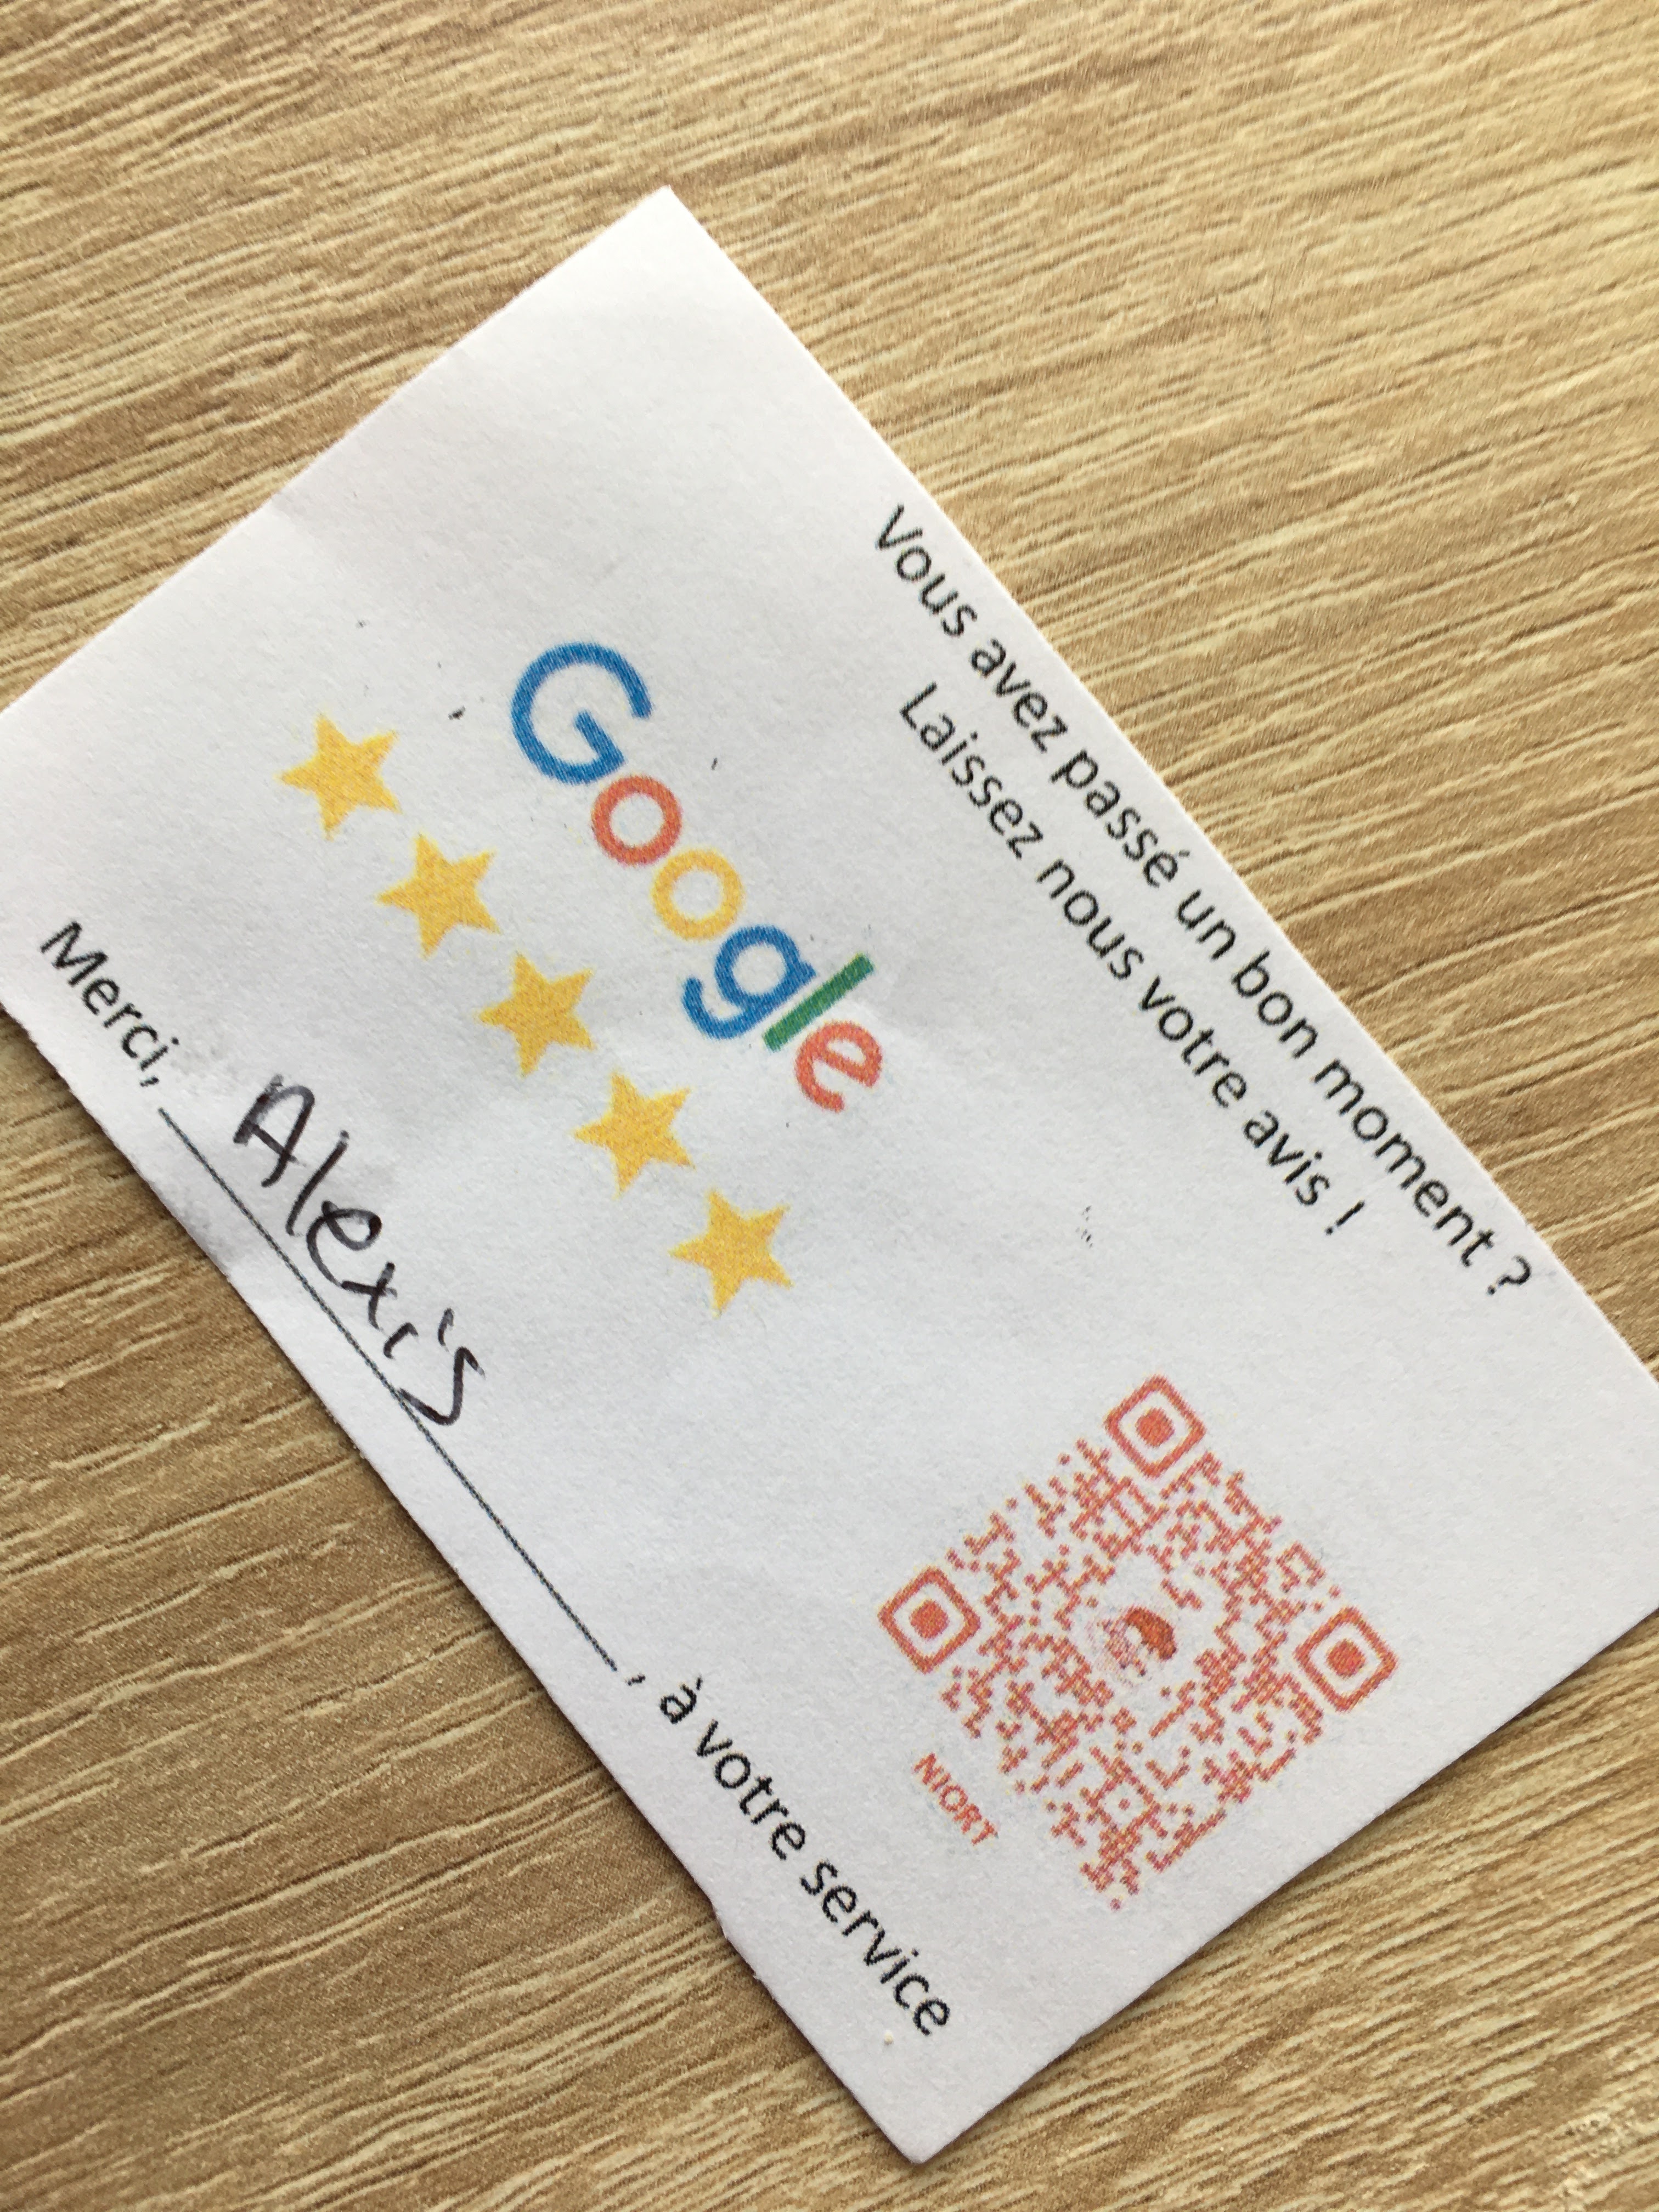 Vous avez passé un bon moment ?
Laissez nous votre avis !
Google
NIORT
Merci, Alexis, à votre service